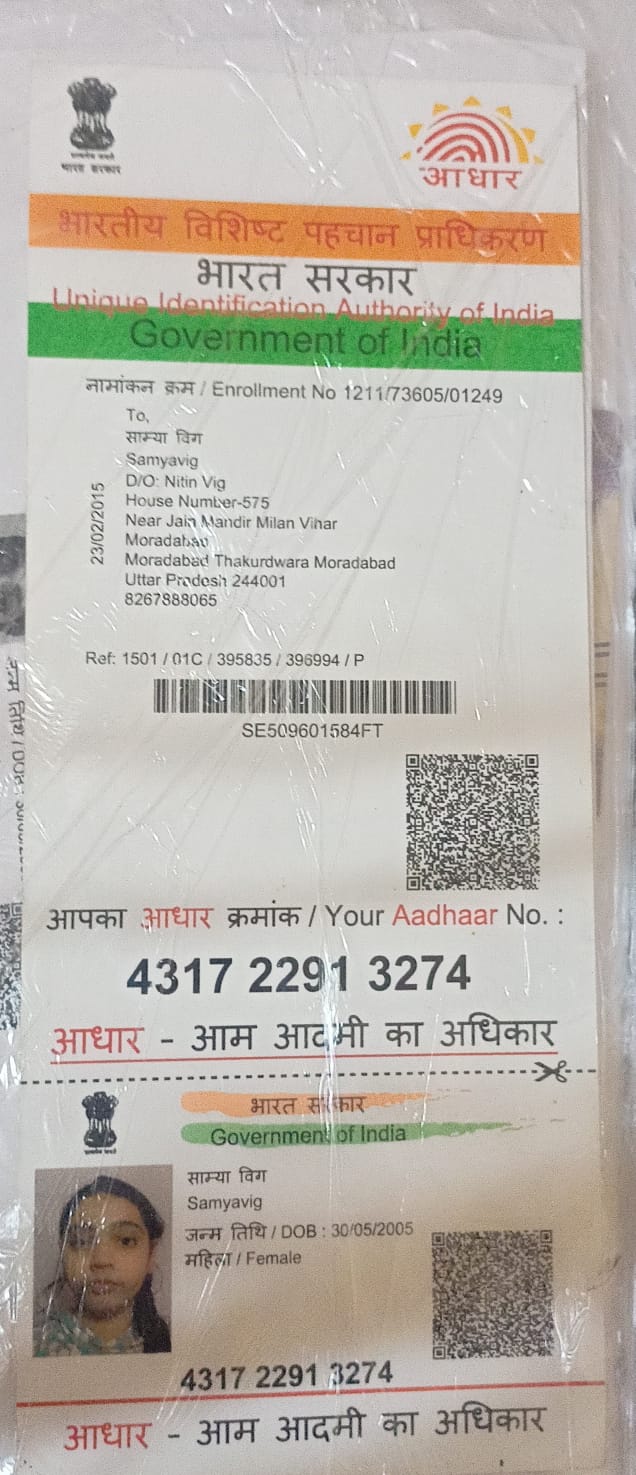 भारत सरकार
आधार
भारतीय विशिष्ट पहचान प्राधिकरण
भारत सरकार
Unique Identification Authority of India
Government of India
नामांकन क्रम / Enrollment No 1211/73605/01249
To,
साम्या विग
Samyavig
D/O: Nitin Vig
House Number-575
Near Jain Mandir Milan Vihar
Moradabad
Moradabad Thakurdwara Moradabad
Uttar Pradesh 244001
8267888065
23/02/2015
Ref: 1501 / 01C / 395835 / 396994 / P
SE509601584FT
आपका आधार क्रमांक / Your Aadhaar No. :
4317 2291 3274
आधार - आम आदमी का अधिकार
भारत सरकार
Government of India
साम्या विग
Samyavig
जन्म तिथि / DOB : 30/05/2005
महिला / Female
4317 2291 3274
आधार - आम आदमी का अधिकार